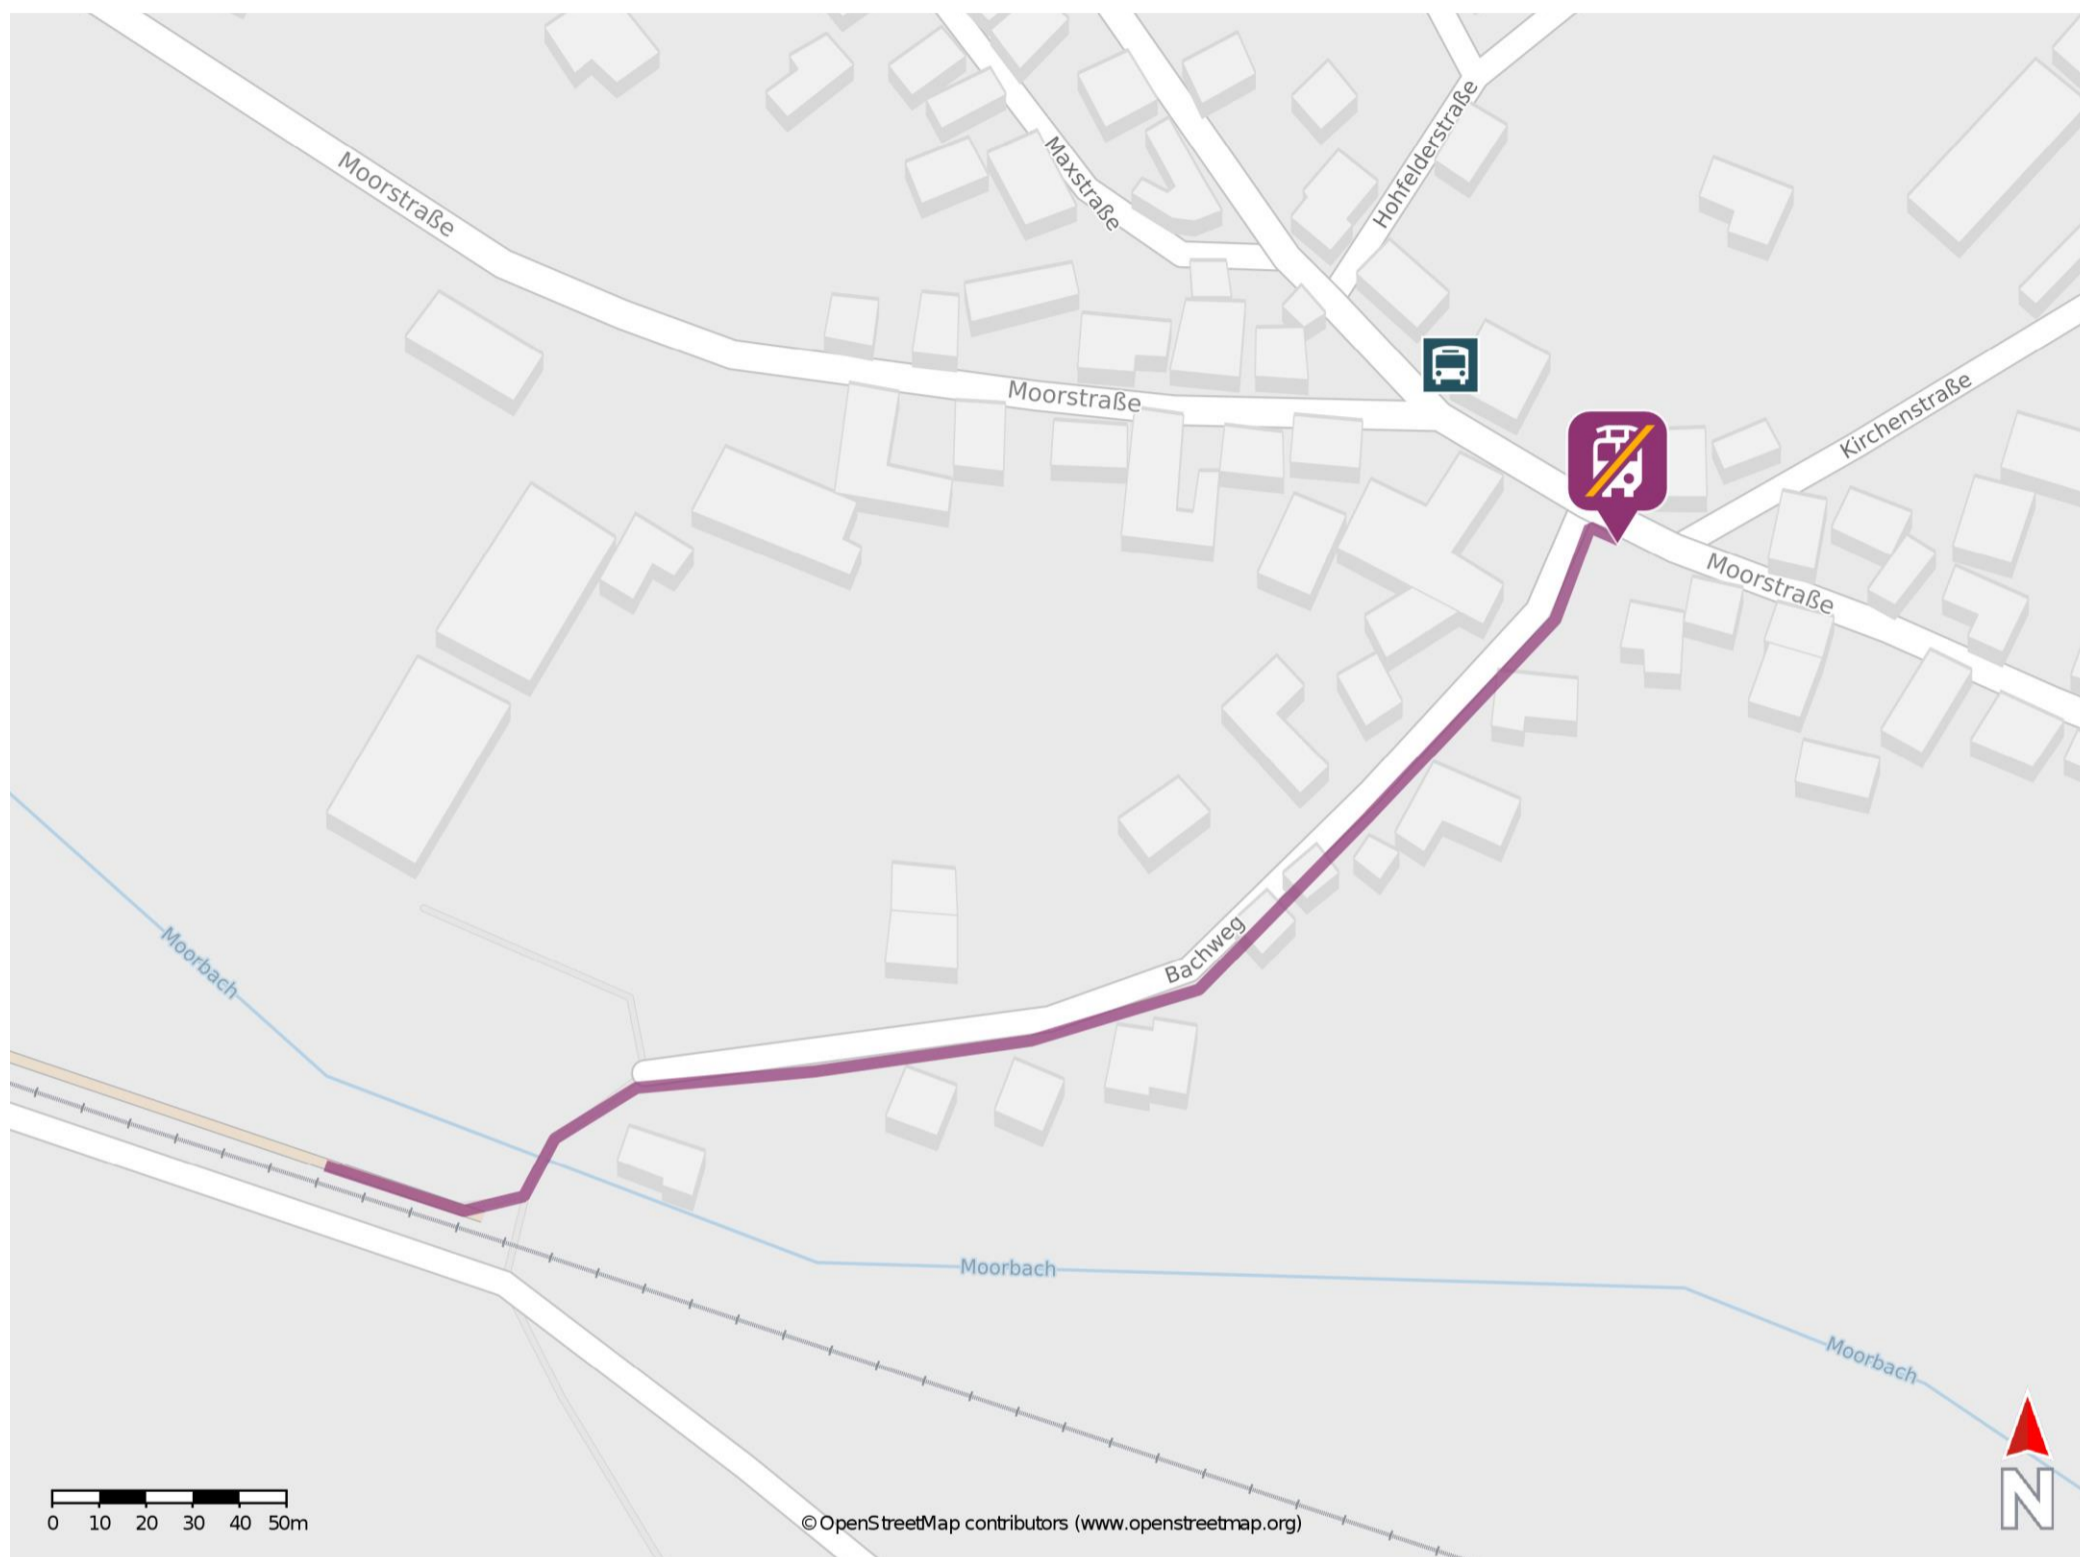 Maxstraße
Hohfelderstraße
Moorstraße
Moorstraße
Kirchenstraße
Moorstraße
Bachweg
Moorbach
Moorbach
Moorbach
0 10 20 30 40 50m
© OpenStreetMap contributors (www.openstreetmap.org)
N